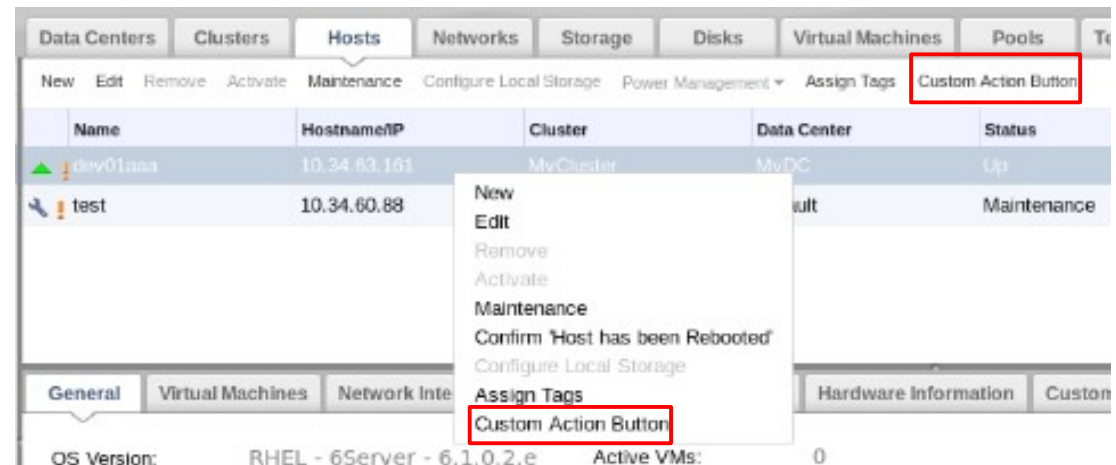 Data Centers Clusters Hosts Networks Storage Disks Virtual Machines Pools Te
New Edit Remove Activate Maintenance Configure Local Storage Power Management Assign Tags Custom Action Button
Name Hostname/IP Cluster Data Center Status
dev01aaa 10.34.63.161 MyCluster MyDC Up
test 10.34.60.88 ault Maintenance
New
Edit
Remove
Activate
Maintenance
Confirm 'Host has been Rebooted'
Configure Local Storage
Assign Tags
Custom Action Button
General Virtual Machines Network Inte Hardware Information Custom
OS Version: RHEL - 6Server - 6.1.0.2.e Active VMs: 0